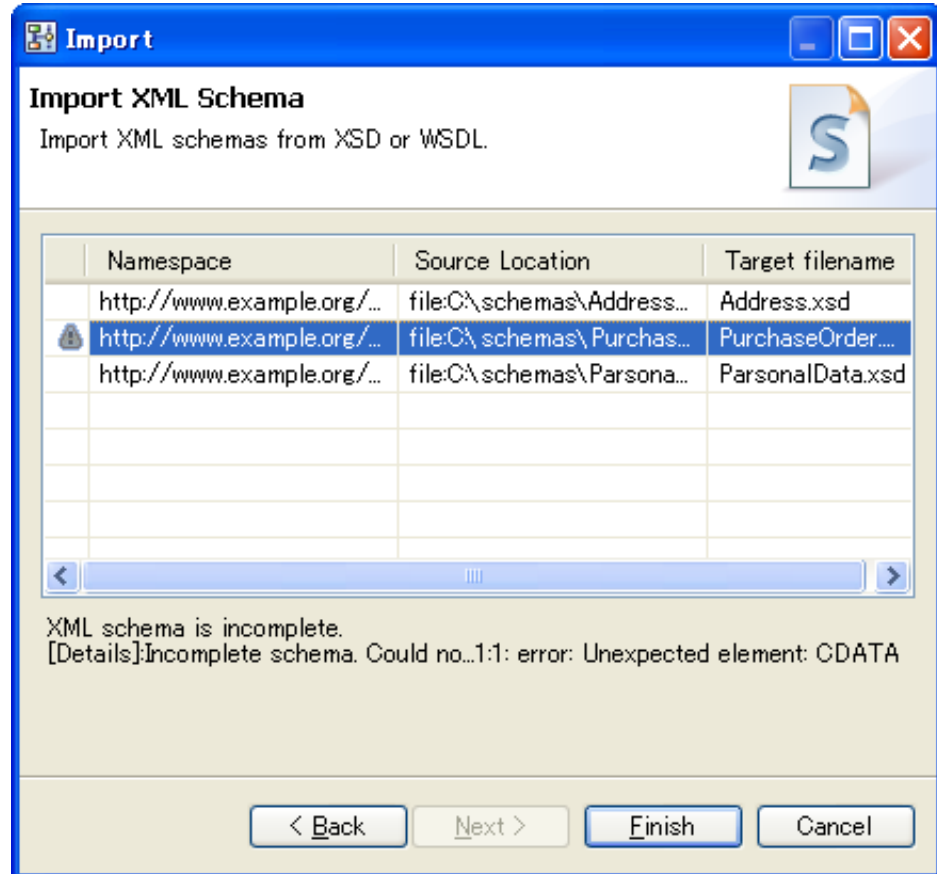 Import
Import XML Schema
Import XML schemas from XSD or WSDL.
Namespace Source Location Target filename
http://www.example.org/... file:C:\schemas\Address... Address.xsd
http://www.example.org/... file:C:\schemas\Purchas... PurchaseOrder....
http://www.example.org/... file:C:\schemas\Parsona... ParsonalData.xsd
XML schema is incomplete.
[Details]:Incomplete schema. Could no...1:1: error: Unexpected element: CDATA
< Back Next > Finish Cancel